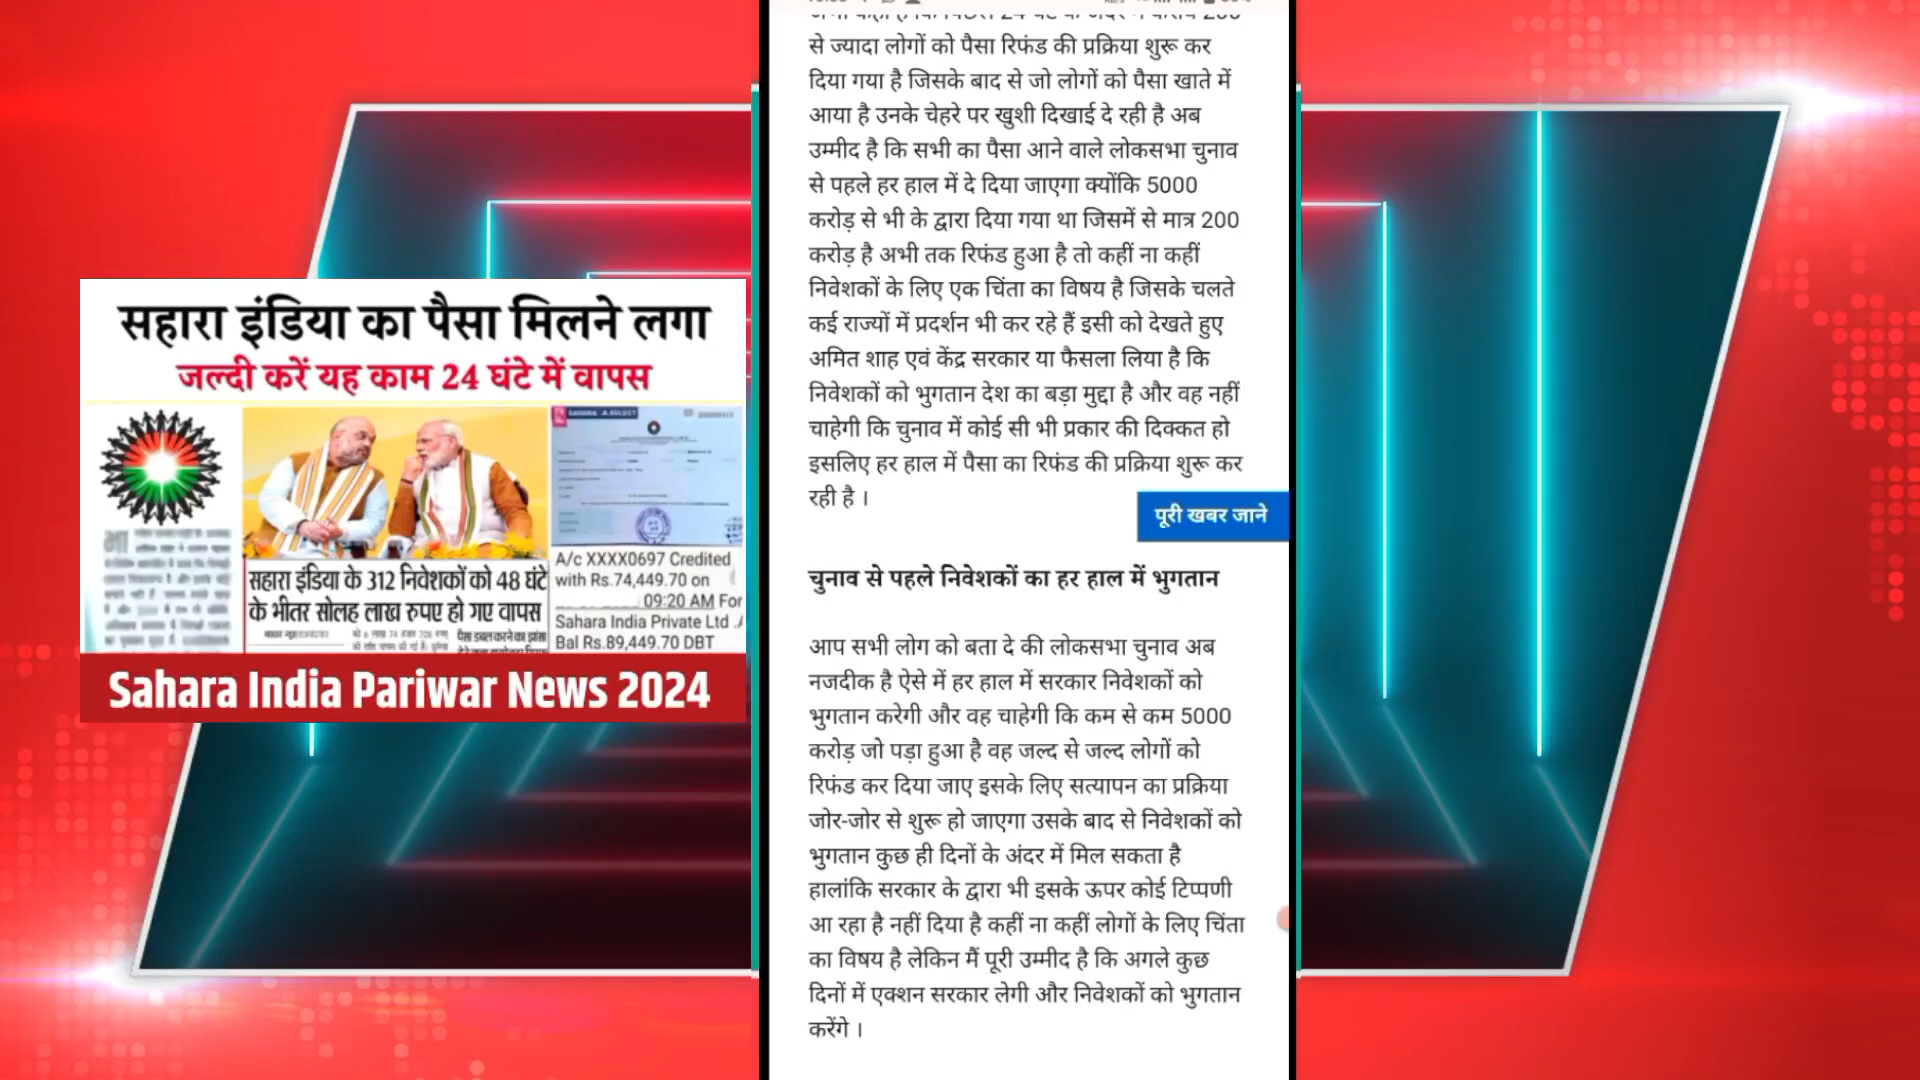 सहारा इंडिया का पैसा मिलने लगा
जल्दी करें यह काम 24 घंटे में वापस
A/c XXXX0697 Credited
with Rs.74,449.70 on
09:20 AM For
Sahara India Private Ltd
Bal Rs.89,449.70 DBT
सहारा इंडिया के 312 निवेशकों को 48 घंटे
के भीतर सोलह लाख रुपए हो गए वापस
Sahara India Pariwar News 2024
से ज्यादा लोगों को पैसा रिफंड की प्रक्रिया शुरू कर
दिया गया है जिसके बाद से जो लोगों को पैसा खाते में
आया है उनके चेहरे पर खुशी दिखाई दे रही है अब
उम्मीद है कि सभी का पैसा आने वाले लोकसभा चुनाव
से पहले हर हाल में दे दिया जाएगा क्योंकि 5000
करोड़ से भी के द्वारा दिया गया था जिसमें से मात्र 200
करोड़ है अभी तक रिफंड हुआ है तो कहीं ना कहीं
निवेशकों के लिए एक चिंता का विषय है जिसके चलते
कई राज्यों में प्रदर्शन भी कर रहे हैं इसी को देखते हुए
अमित शाह एवं केंद्र सरकार या फैसला लिया है कि
निवेशकों को भुगतान देश का बड़ा मुद्दा है और वह नहीं
चाहेगी कि चुनाव में कोई सी भी प्रकार की दिक्कत हो
इसलिए हर हाल में पैसा का रिफंड की प्रक्रिया शुरू कर
रही है ।
पूरी खबर जाने
चुनाव से पहले निवेशकों का हर हाल में भुगतान
आप सभी लोग को बता दे की लोकसभा चुनाव अब
नजदीक है ऐसे में हर हाल में सरकार निवेशकों को
भुगतान करेगी और वह चाहेगी कि कम से कम 5000
करोड़ जो पड़ा हुआ है वह जल्द से जल्द लोगों को
रिफंड कर दिया जाए इसके लिए सत्यापन का प्रक्रिया
जोर-जोर से शुरू हो जाएगा उसके बाद से निवेशकों को
भुगतान कुछ ही दिनों के अंदर में मिल सकता है
हालांकि सरकार के द्वारा भी इसके ऊपर कोई टिप्पणी
आ रहा है नहीं दिया है कहीं ना कहीं लोगों के लिए चिंता
का विषय है लेकिन मैं पूरी उम्मीद है कि अगले कुछ
दिनों में एक्शन सरकार लेगी और निवेशकों को भुगतान
करेंगे ।